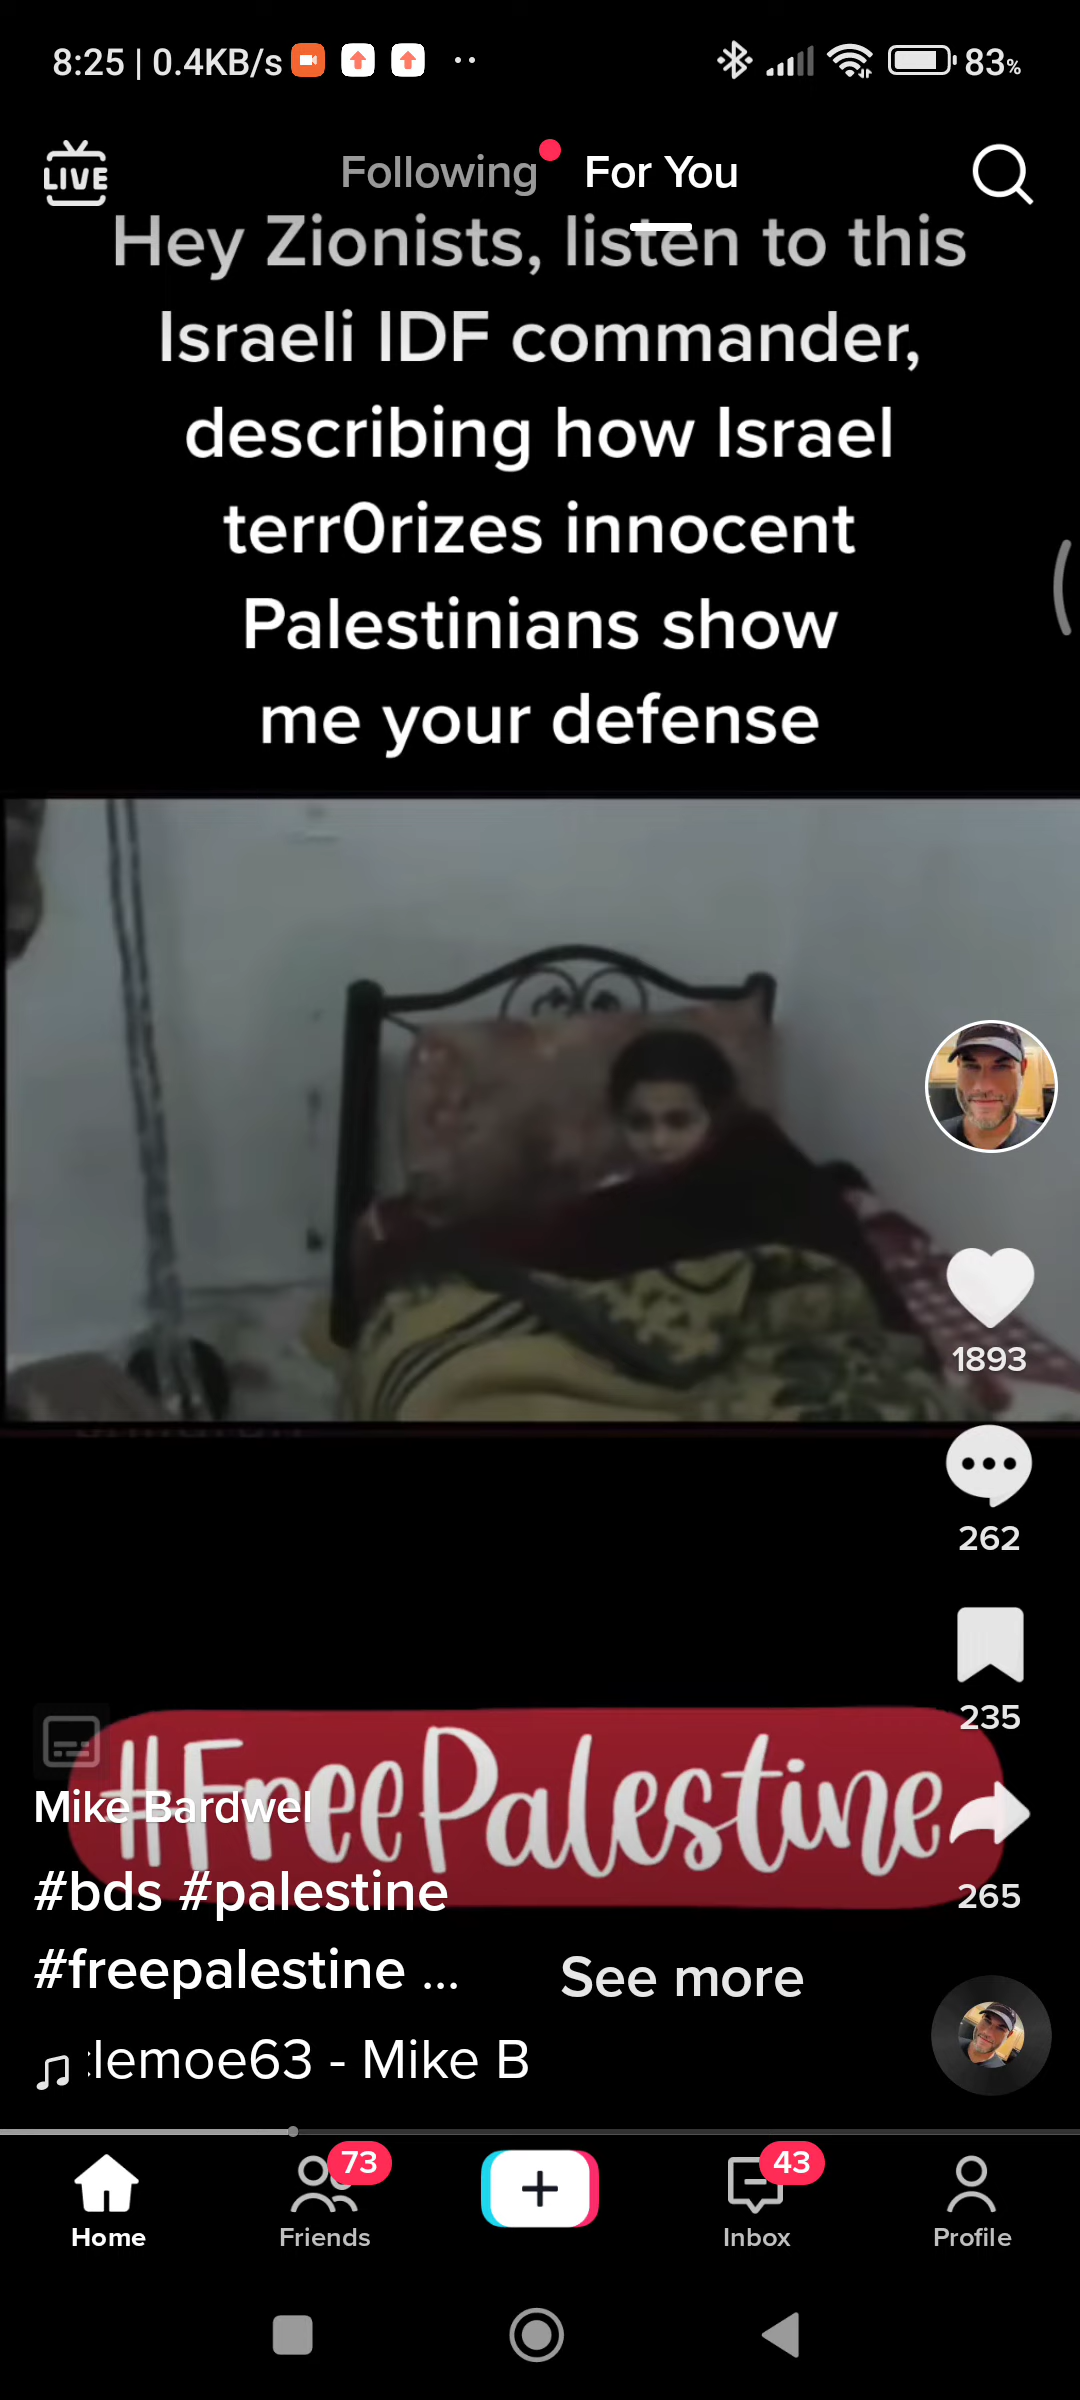 8:25 | 0.4KB/s
83%
LIVE
Following
For You
Hey Zionists, listen to this
Israeli IDF commander,
describing how Israel
terr0rizes innocent
Palestinians show
me your defense
1893
262
235
#FreePalestine
Mike Bardwel
#bds #palestine
265
#freepalestine ...
See more
lemoe63 - Mike B
73
43
Home
Friends
Inbox
Profile